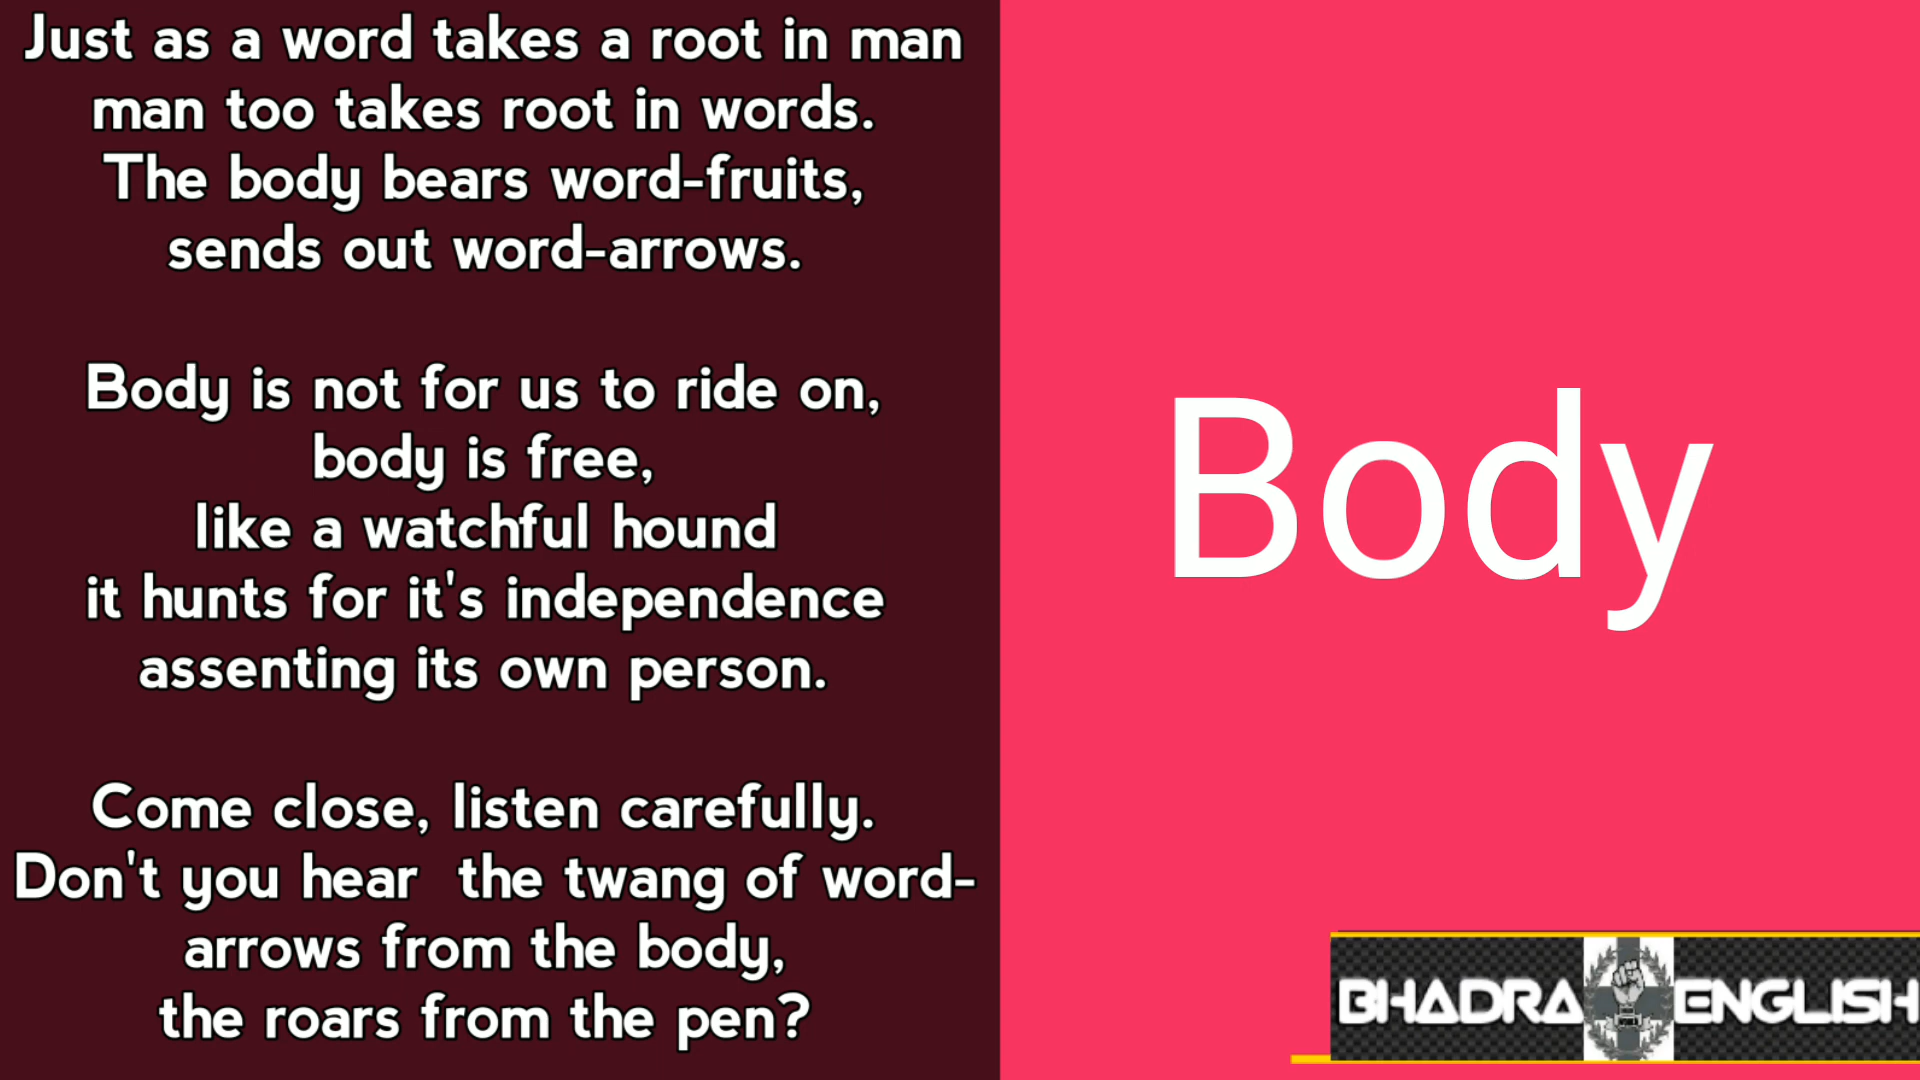 Just as a word takes a root in man
man too takes root in words.
The body bears word-fruits,
sends out word-arrows.
Body is not for us to ride on,
body is free,
like a watchful hound
it hunts for it's independence
assenting its own person.
Come close, listen carefully.
Don't you hear  the twang of word-
arrows from the body,
the roars from the pen?
Body
BHADRA ENGLISH